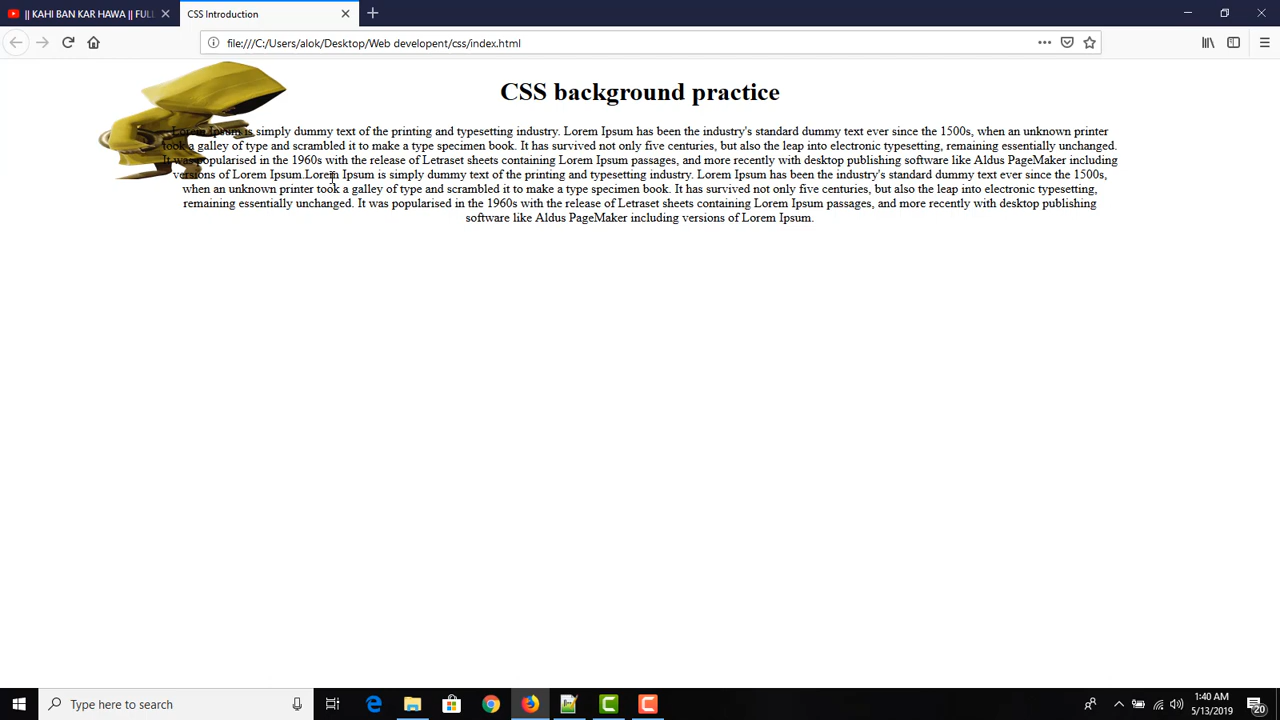 || KAHI BAN KAR HAWA || FULL
CSS Introduction
file:///C:/Users/alok/Desktop/Web developent/css/index.html
CSS background practice
Lorem Ipsum is simply dummy text of the printing and typesetting industry. Lorem Ipsum has been the industry's standard dummy text ever since the 1500s, when an unknown printer
took a galley of type and scrambled it to make a type specimen book. It has survived not only five centuries, but also the leap into electronic typesetting, remaining essentially unchanged.
It was popularised in the 1960s with the release of Letraset sheets containing Lorem Ipsum passages, and more recently with desktop publishing software like Aldus PageMaker including
versions of Lorem Ipsum.Lorem Ipsum is simply dummy text of the printing and typesetting industry. Lorem Ipsum has been the industry's standard dummy text ever since the 1500s,
when an unknown printer took a galley of type and scrambled it to make a type specimen book. It has survived not only five centuries, but also the leap into electronic typesetting,
remaining essentially unchanged. It was popularised in the 1960s with the release of Letraset sheets containing Lorem Ipsum passages, and more recently with desktop publishing
software like Aldus PageMaker including versions of Lorem Ipsum.
Type here to search
1:40 AM
5/13/2019
20